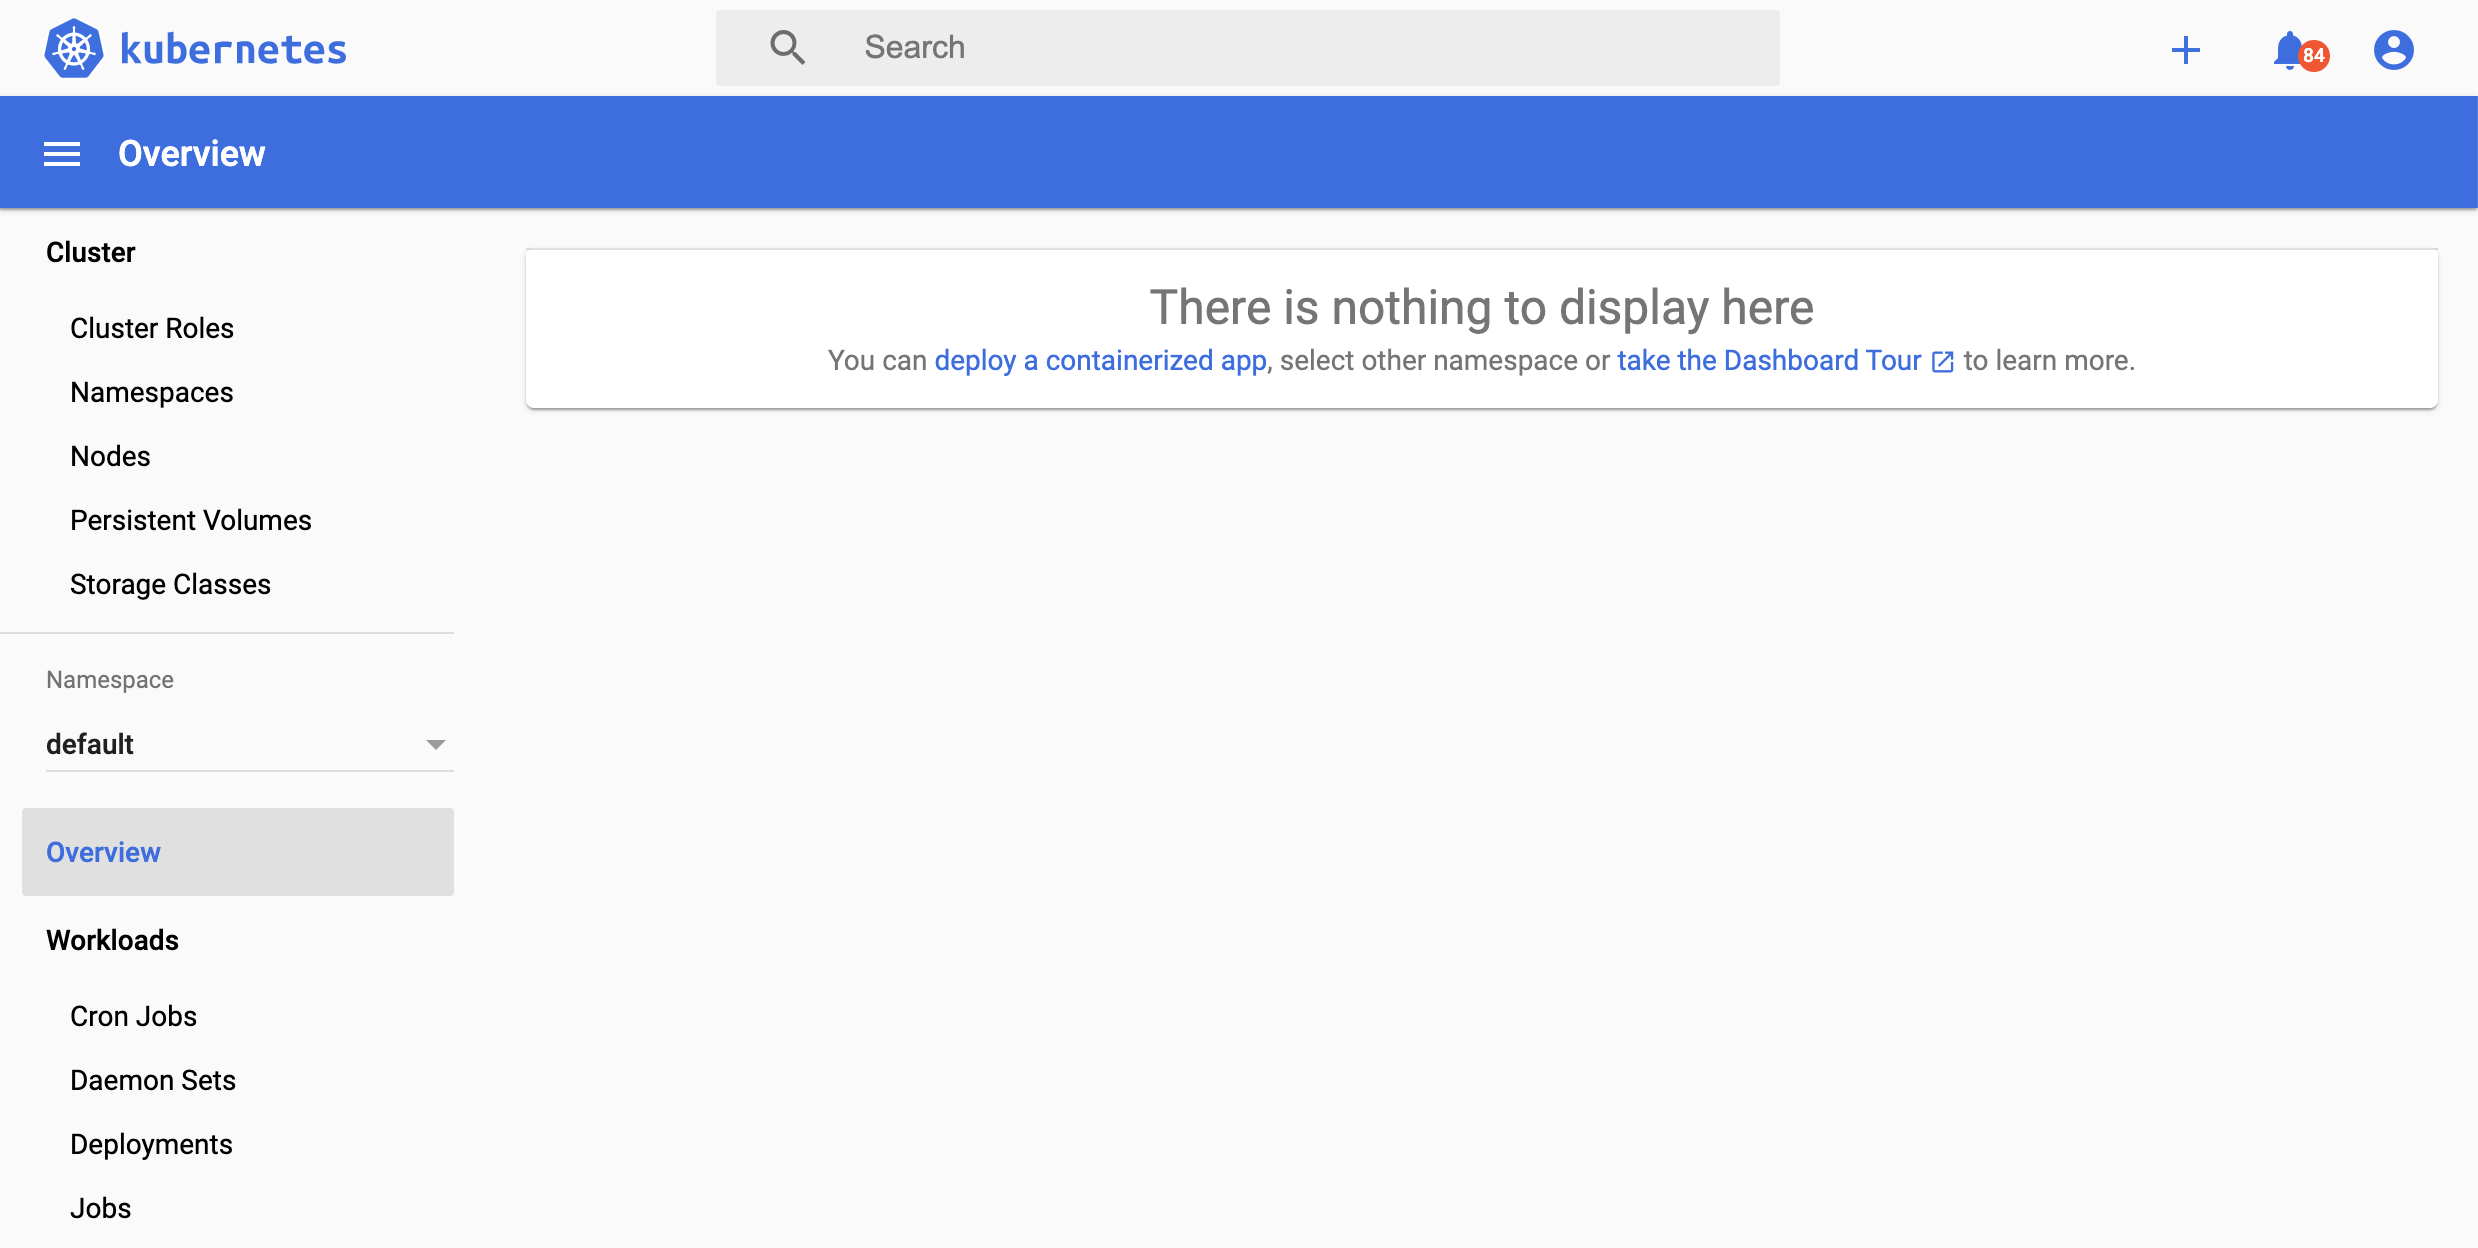 kubernetes
Search
84
Overview
Cluster
Cluster Roles
Namespaces
Nodes
Persistent Volumes
Storage Classes
Namespace
default
Overview
Workloads
Cron Jobs
Daemon Sets
Deployments
Jobs
There is nothing to display here
You can deploy a containerized app, select other namespace or take the Dashboard Tour to learn more.